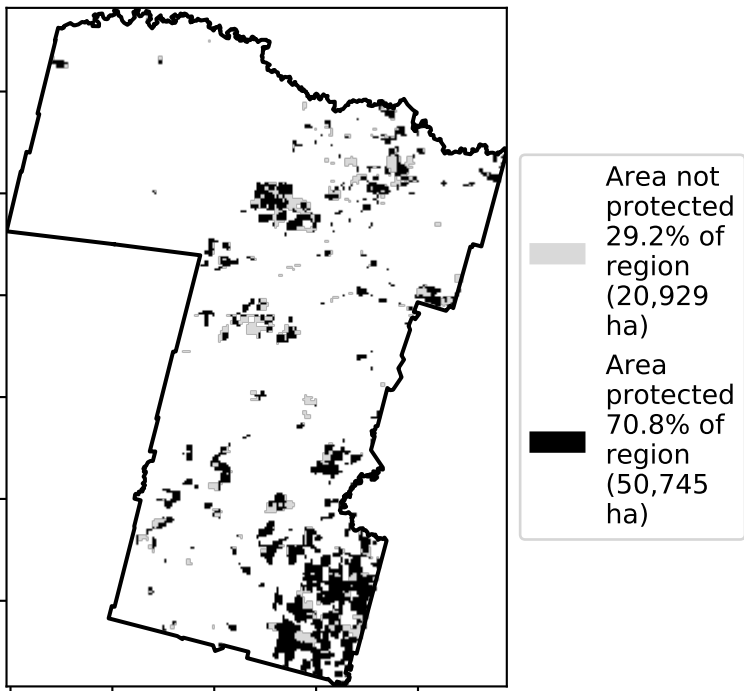 Area not
protected
29.2% of
region
(20,929
ha)
Area
protected
70.8% of
region
(50,745
ha)